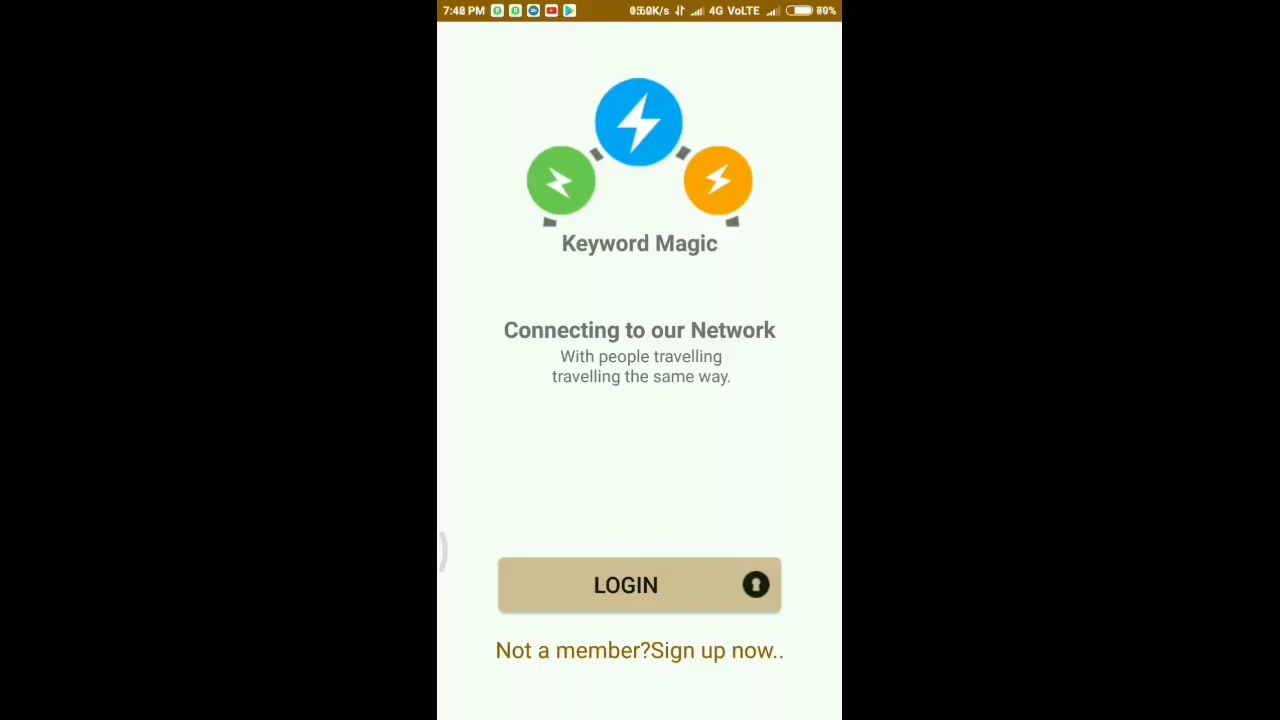 7:48 PM 4G VoLTE
Keyword Magic
Connecting to our Network
With people travelling
travelling the same way.
LOGIN
Not a member?Sign up now..